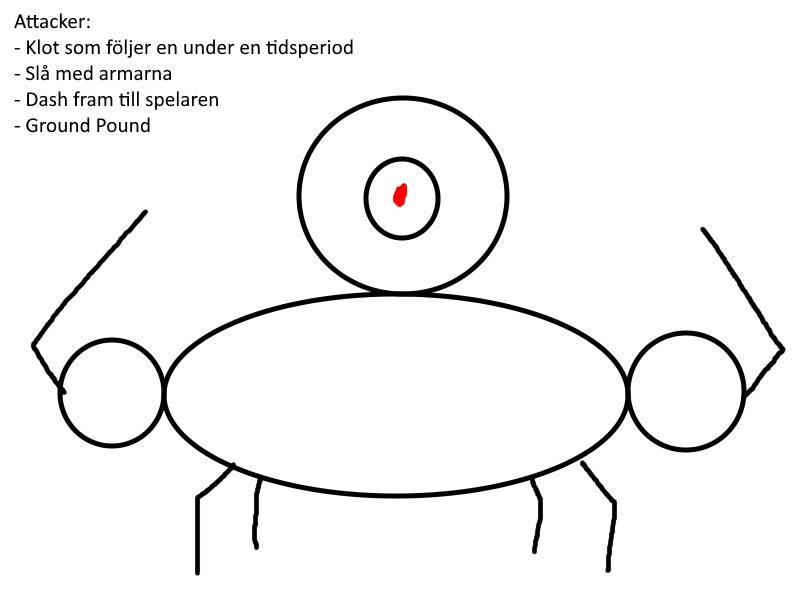 Attacker:
- Klot som följer en under en tidsperiod
- Slå med armarna
- Dash fram till spelaren
- Ground Pound